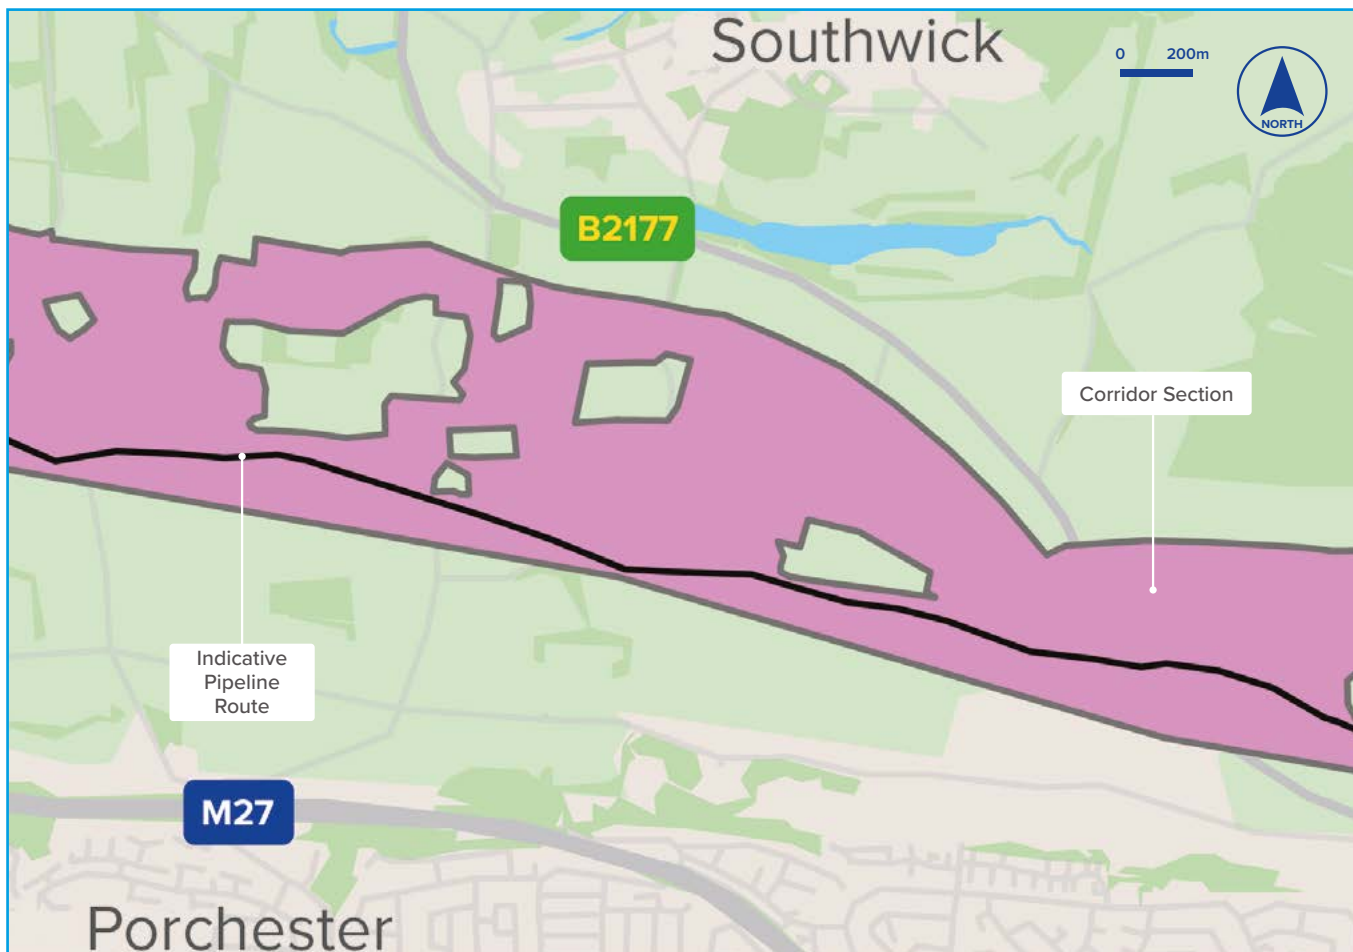 Southwick
0 200m
NORTH
B2177
Corridor Section
Indicative
Pipeline
Route
M27
Porchester